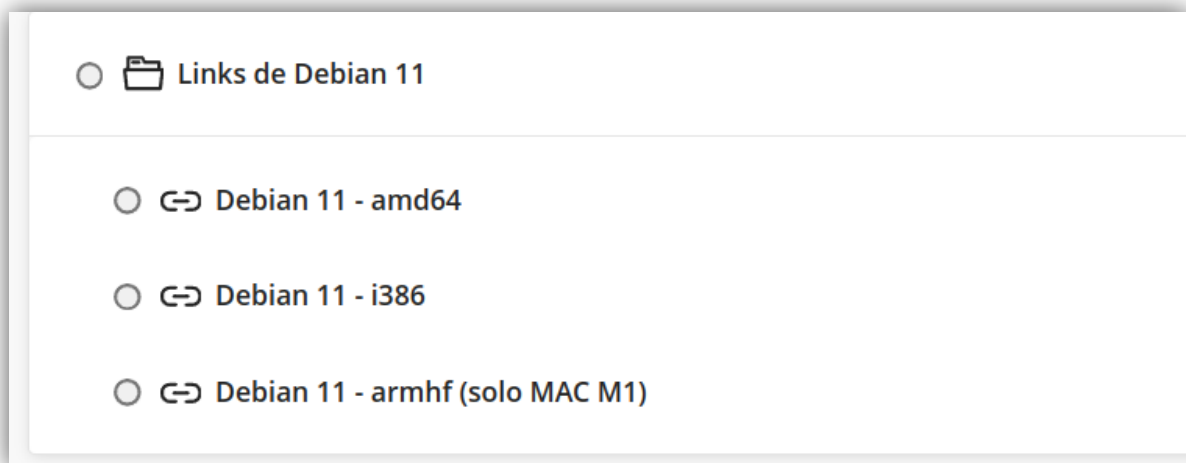 Links de Debian 11
Debian 11 - amd64
Debian 11 - i386
Debian 11 - armhf (solo MAC M1)